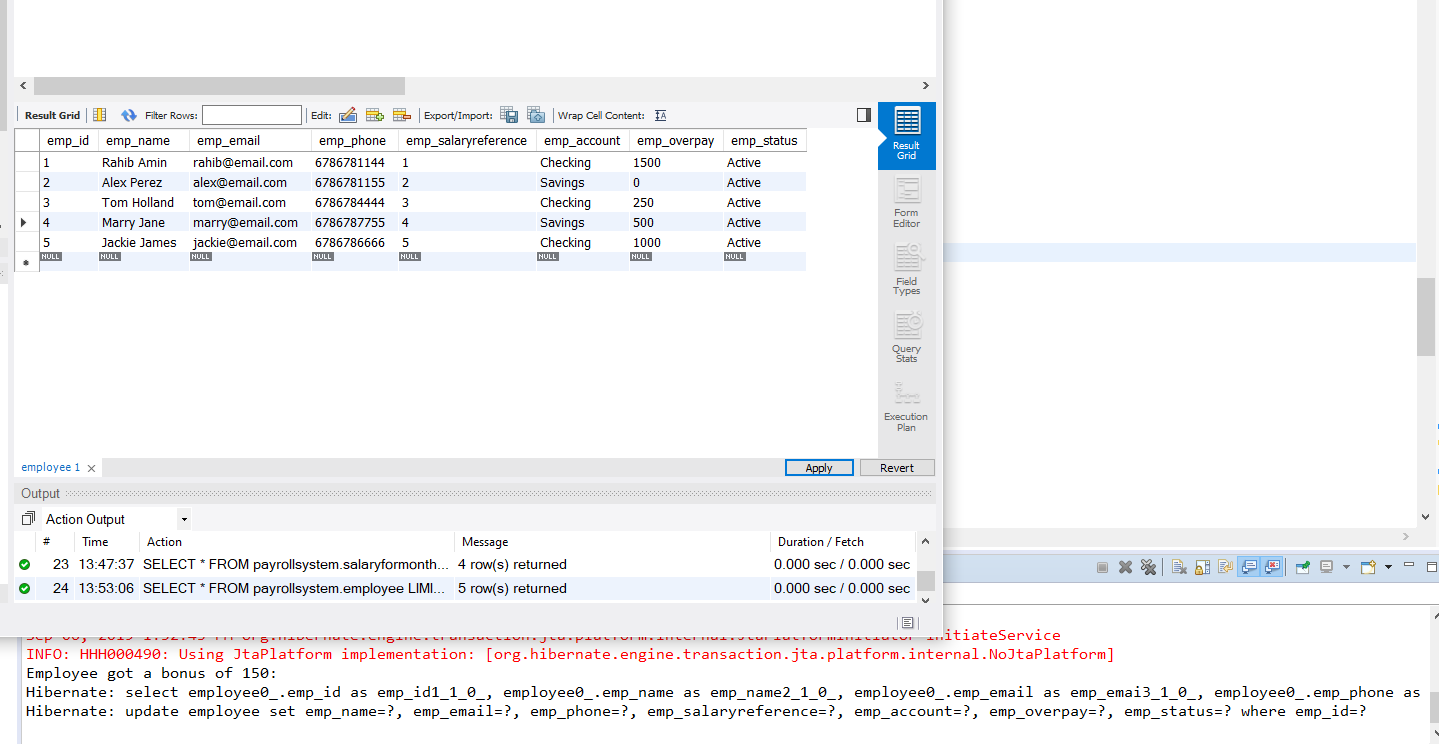 Result Grid Filter Rows: Edit: Export/Import: Wrap Cell Content:
emp_id emp_name emp_email emp_phone emp_salaryreference emp_account emp_overpay emp_status
1 Rahib Amin rahib@email.com 6786781144 1 Checking 1500 Active
2 Alex Perez alex@email.com 6786781155 2 Savings 0 Active
3 Tom Holland tom@email.com 6786784444 3 Checking 250 Active
4 Marry Jane marry@email.com 6786787755 4 Savings 500 Active
5 Jackie James jackie@email.com 6786786666 5 Checking 1000 Active
NULL NULL NULL NULL NULL NULL NULL NULL
Result
Grid
Form
Editor
Field
Types
Query
Stats
Execution
Plan
employee 1 Apply Revert
Output
Action Output
# Time Action Message Duration / Fetch
23 13:47:37 SELECT * FROM payrollsystem.salaryformonth... 4 row(s) returned 0.000 sec / 0.000 sec
24 13:53:06 SELECT * FROM payrollsystem.employee LIMI... 5 row(s) returned 0.000 sec / 0.000 sec
initiateService
INFO: HHH000490: Using JtaPlatform implementation: [org.hibernate.engine.transaction.jta.platform.internal.NoJtaPlatform]
Employee got a bonus of 150:
Hibernate: select employee0_.emp_id as emp_id1_1_0_, employee0_.emp_name as emp_name2_1_0_, employee0_.emp_email as emp_emai3_1_0_, employee0_.emp_phone as
Hibernate: update employee set emp_name=?, emp_email=?, emp_phone=?, emp_salaryreference=?, emp_account=?, emp_overpay=?, emp_status=? where emp_id=?